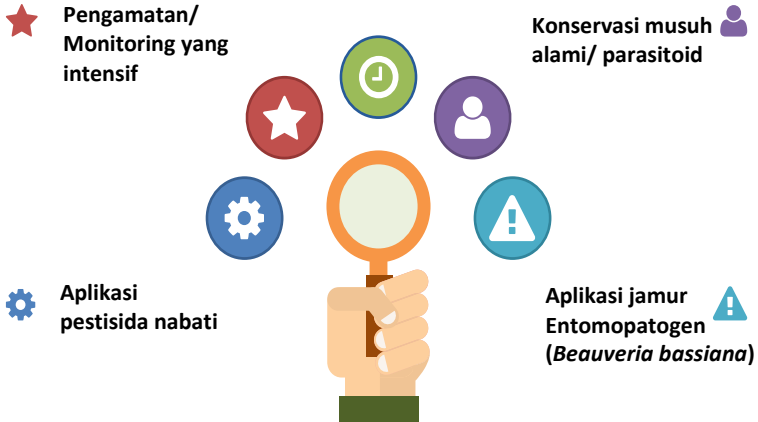 Pengamatan/
Monitoring yang
intensif
Konservasi musuh
alami/ parasitoid
Aplikasi
pestisida nabati
Aplikasi jamur
Entomopatogen
(Beauveria bassiana)